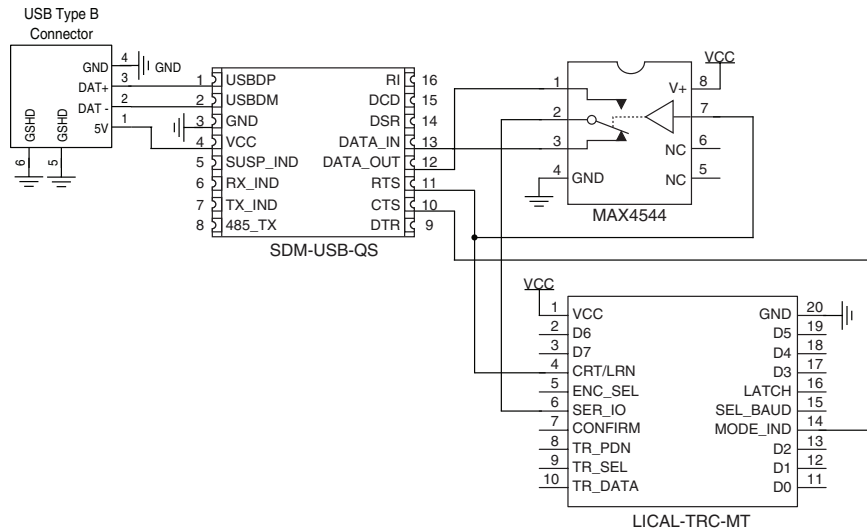 USB Type B
Connector
GND 4 GND
DAT+ 3
DAT - 2
5V 1
GSHD GSHD
6 5
1 USBDP RI 16
2 USBDM DCD 15
3 GND DSR 14
4 VCC DATA_IN 13
5 SUSP_IND DATA_OUT 12
6 RX_IND RTS 11
7 TX_IND CTS 10
8 485_TX DTR 9
SDM-USB-QS
VCC
1 V+ 8
2 7
3 NC 6
4 GND NC 5
MAX4544
VCC
1 VCC GND 20
2 D6 D5 19
3 D7 D4 18
4 CRT/LRN D3 17
5 ENC_SEL LATCH 16
6 SER_IO SEL_BAUD 15
7 CONFIRM MODE_IND 14
8 TR_PDN D2 13
9 TR_SEL D1 12
10 TR_DATA D0 11
LICAL-TRC-MT